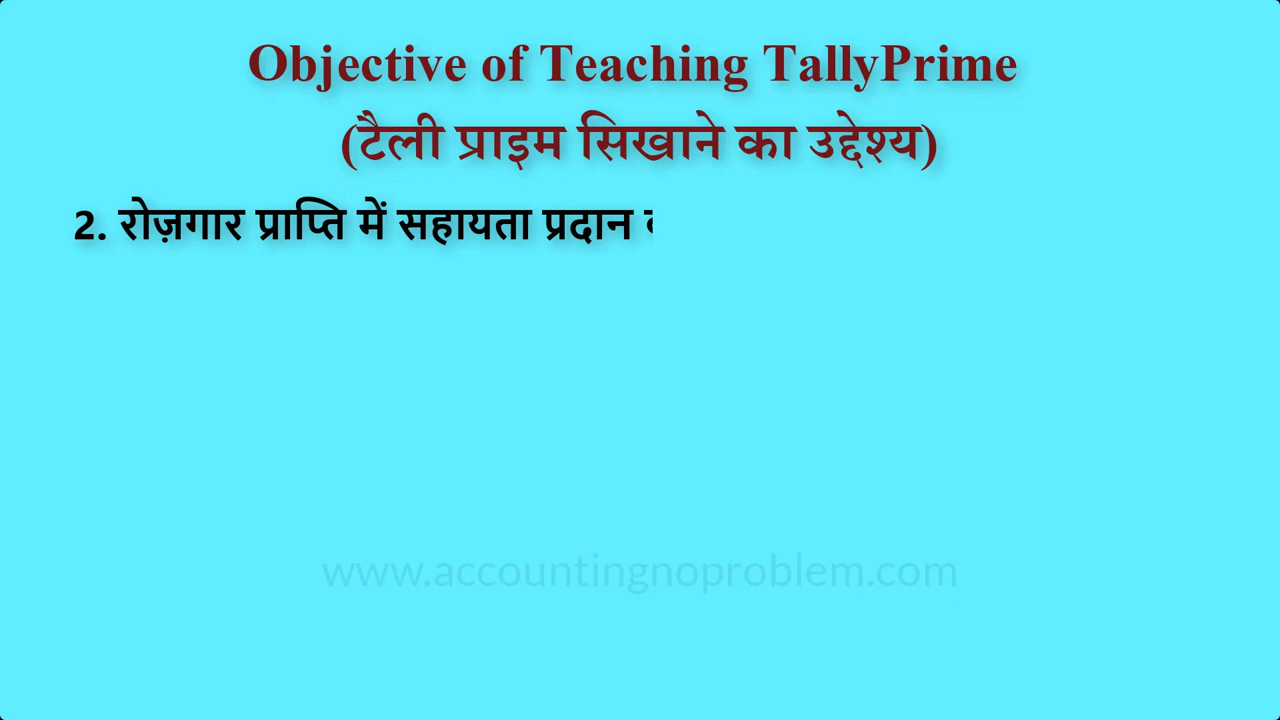 Objective of Teaching TallyPrime
(टैली प्राइम सिखाने का उद्देश्य)
2. रोज़गार प्राप्ति में सहायता प्रदान
www.accountingnoproblem.com